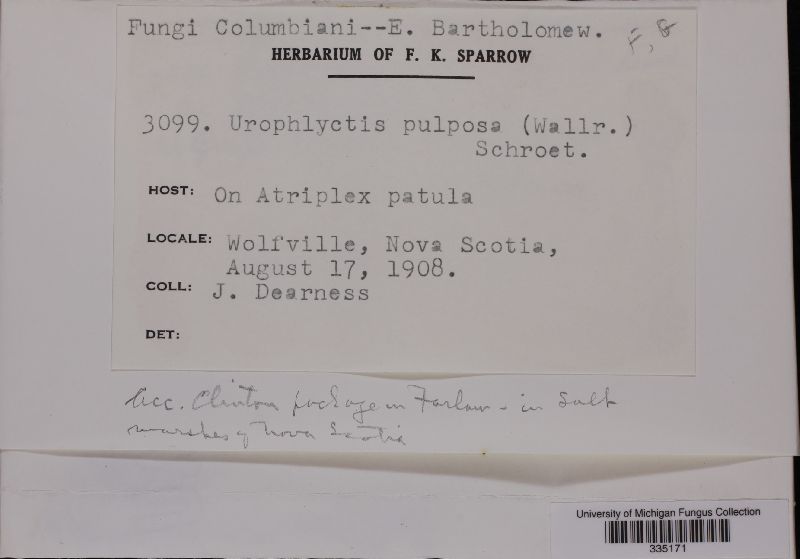 Fungi Columbiani--E. Bartholomew.
HERBARIUM OF F. K. SPARROW
3099. Urophlyctis pulposa (Wallr.)
Schroet.
HOST: On Atriplex patula
LOCALE: Wolfville, Nova Scotia,
August 17, 1908.
COLL: J. Dearness
DET:
Acc. Clinton package in Farlow - in Salt
marshes of Nova Scotia
University of Michigan Fungus Collection
335171